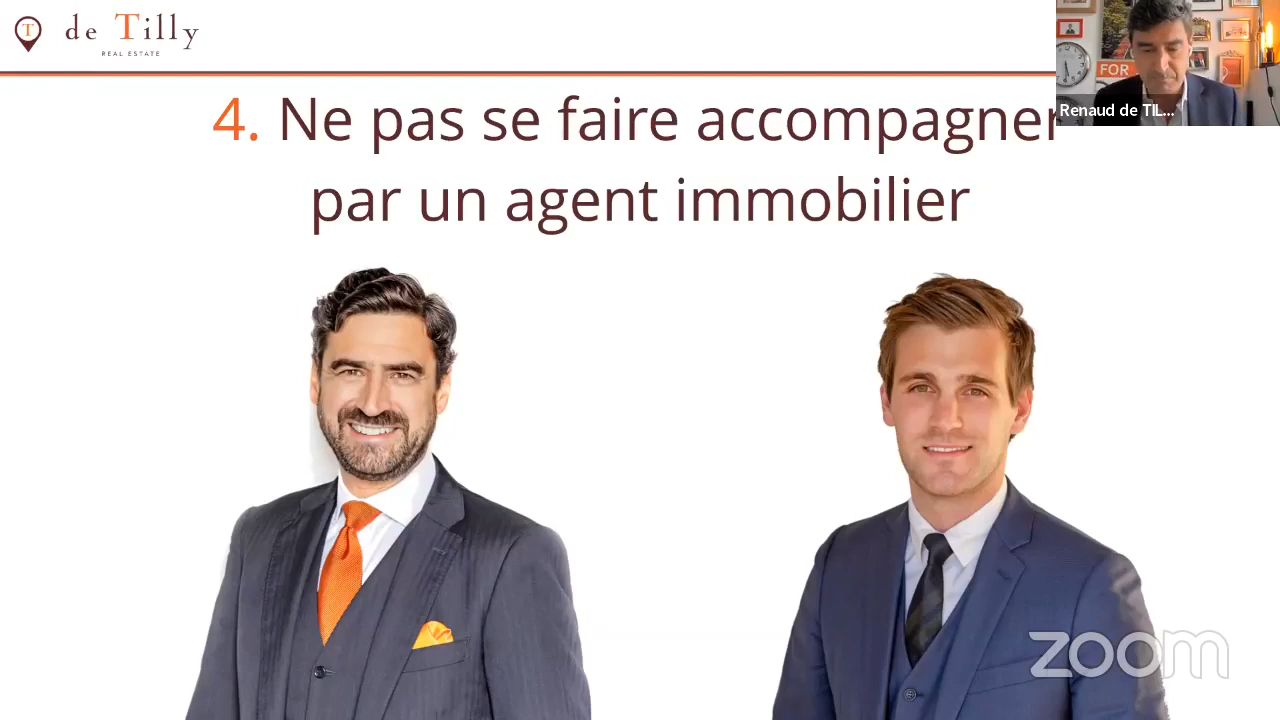 T
de Tilly
REAL ESTATE
FOR
Renaud de TIL...
4. Ne pas se faire accompagner
par un agent immobilier
zoom